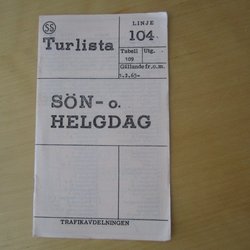 SS
LINJE
Turlista 104
Tabell Utg.
109
Gällande fr.o.m.
SÖN- o.
HELGDAG
TRAFIKAVDELNINGEN